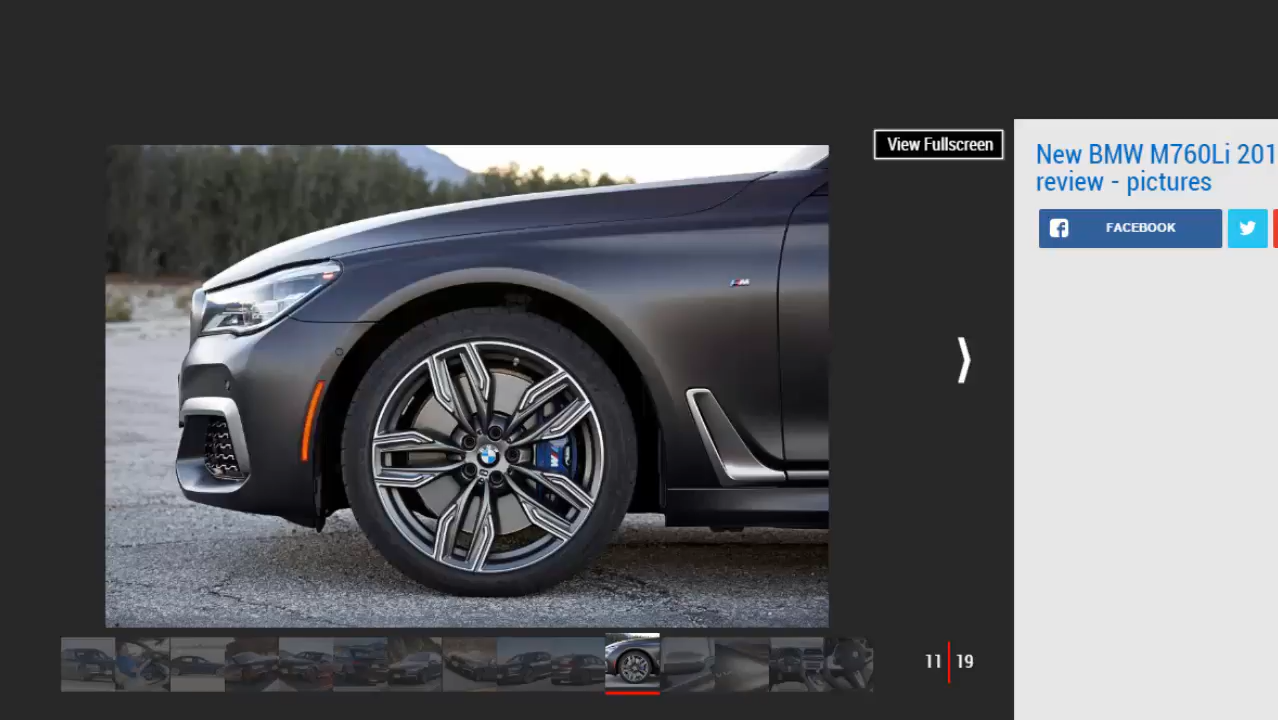 View Fullscreen
New BMW M760Li 201
review - pictures
FACEBOOK
11 19